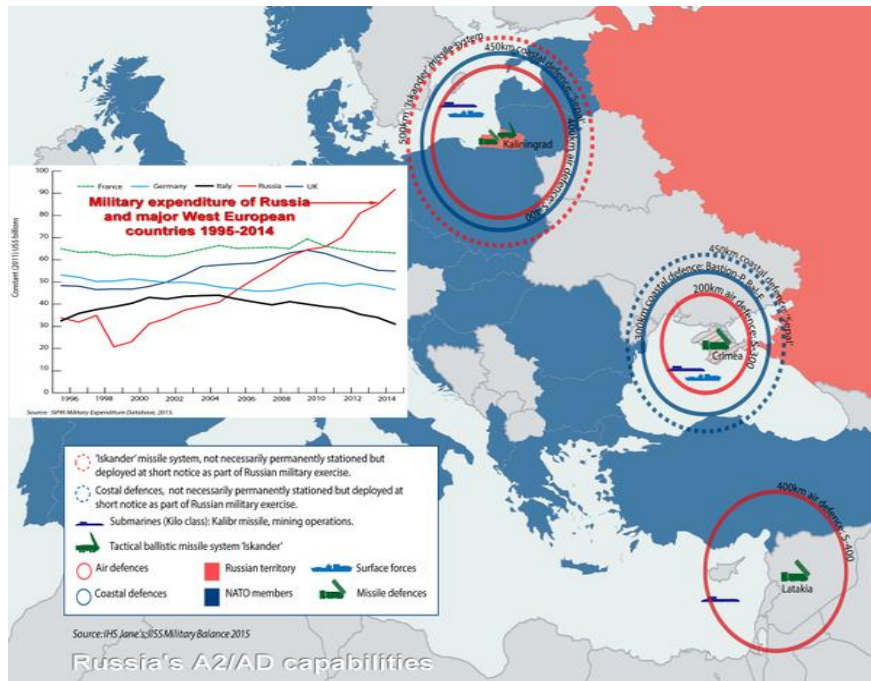 500km 'Iskander' missile system
450km coastal defence: 'Sepal'
400km air defence: S-400
Kaliningrad
100
90
80
70
60
50
40
30
20
10
0
Constant (2011) US$ billions
France Germany Italy Russia UK
Military expenditure of Russia
and major West European
countries 1995-2014
1996 1998 2000 2002 2004 2006 2008 2010 2012 2014
Source: SIPRI Military Expenditure Database, 2015.
450km coastal defence: 'Sepal'
300km coastal defence: Bastion-P, Bal-E
200km air defence: S-300
Crimea
400km air defence: S-400
Latakia
'Iskander' missile system, not necessarily permanently stationed but
deployed at short notice as part of Russian military exercise.
Costal defences, not necessarily permanently stationed but deployed at
short notice as part of Russian military exercise.
Submarines (Kilo class): Kalibr missile, mining operations.
Tactical ballistic missile system 'Iskander'
Air defences Russian territory Surface forces
Coastal defences NATO members Missile defences
Source: IHS Jane's; IISS Military Balance 2015
Russia's A2/AD capabilities